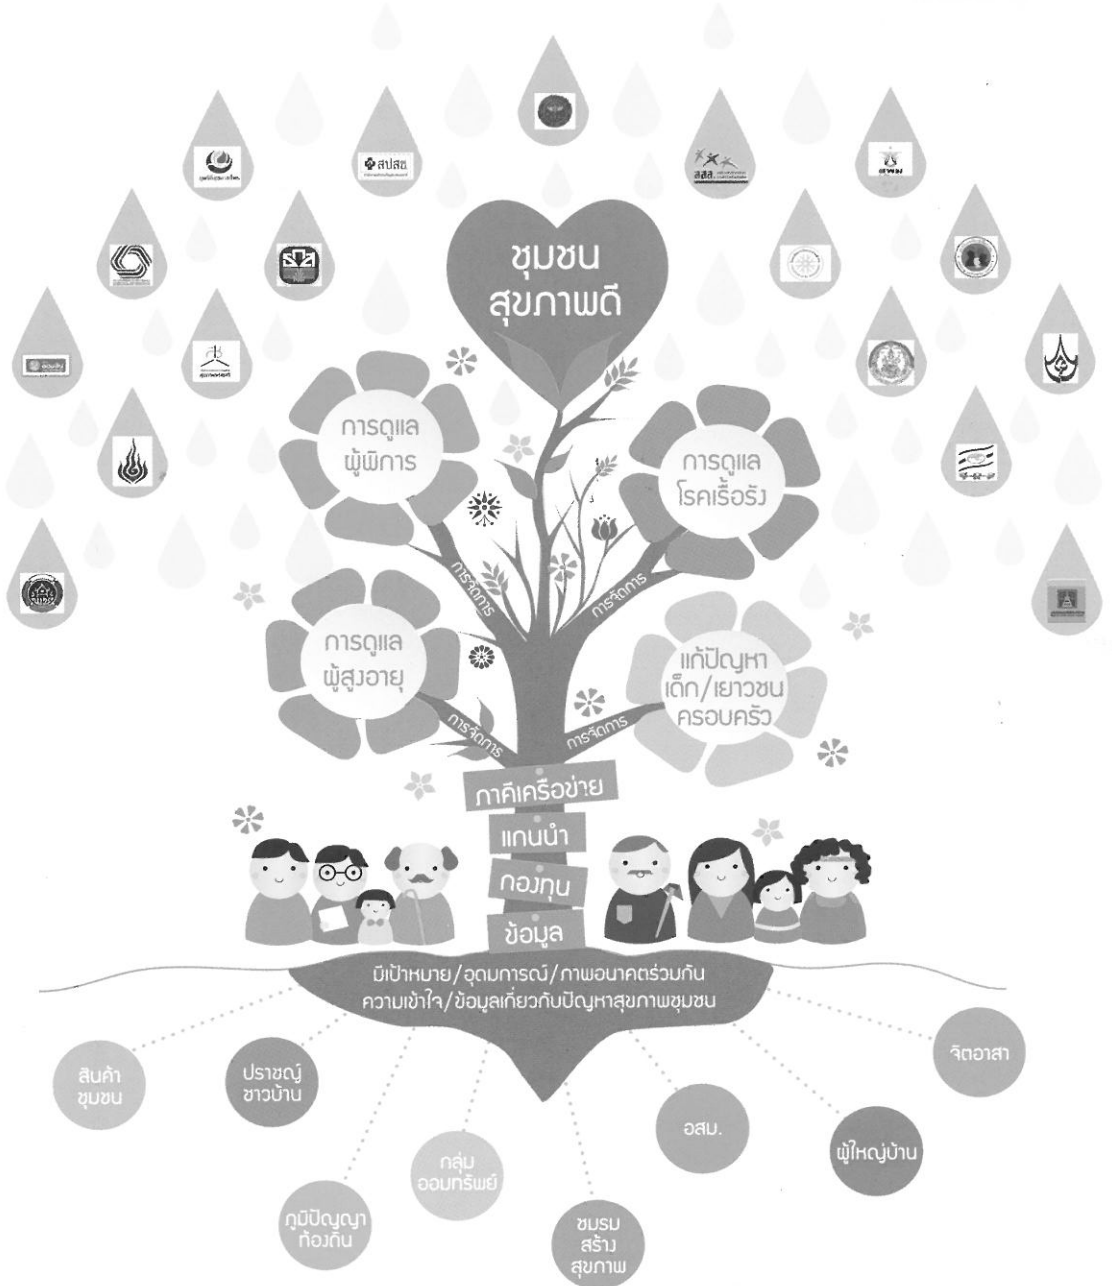 สปสช
สสส
ชุมชน
สุขภาพดี
การดูแล
ผู้พิการ
การดูแล
โรคเรื้อรัง
การจัดการ
การจัดการ
การดูแล
ผู้สูงอายุ
แก้ปัญหา
เด็ก/เยาวชน
ครอบครัว
การจัดการ
การจัดการ
ภาคีเครือข่าย
แกนนำ
กองทุน
ข้อมูล
มีเป้าหมาย/อุดมการณ์/ภาพอนาคตร่วมกัน
ความเข้าใจ/ข้อมูลเกี่ยวกับปัญหาสุขภาพชุมชน
สินค้า
ชุมชน
ปราชญ์
ชาวบ้าน
ภูมิปัญญา
ท้องถิ่น
กลุ่ม
ออมทรัพย์
ชมรม
สร้าง
สุขภาพ
อสม.
ผู้ใหญ่บ้าน
จิตอาสา